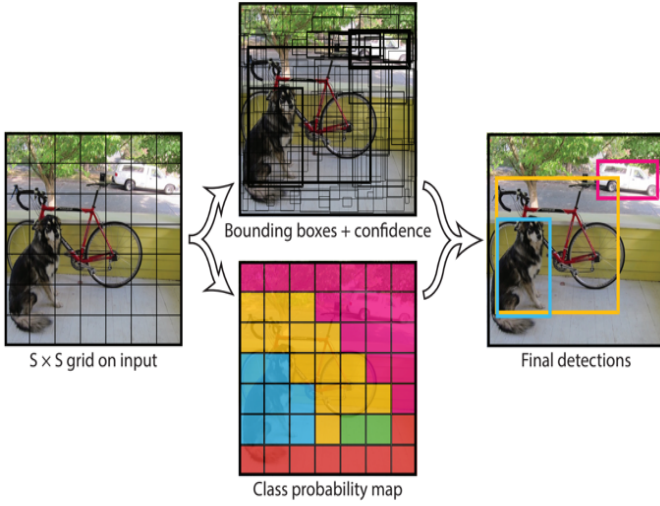 Bounding boxes + confidence
S × S grid on input
Final detections
Class probability map